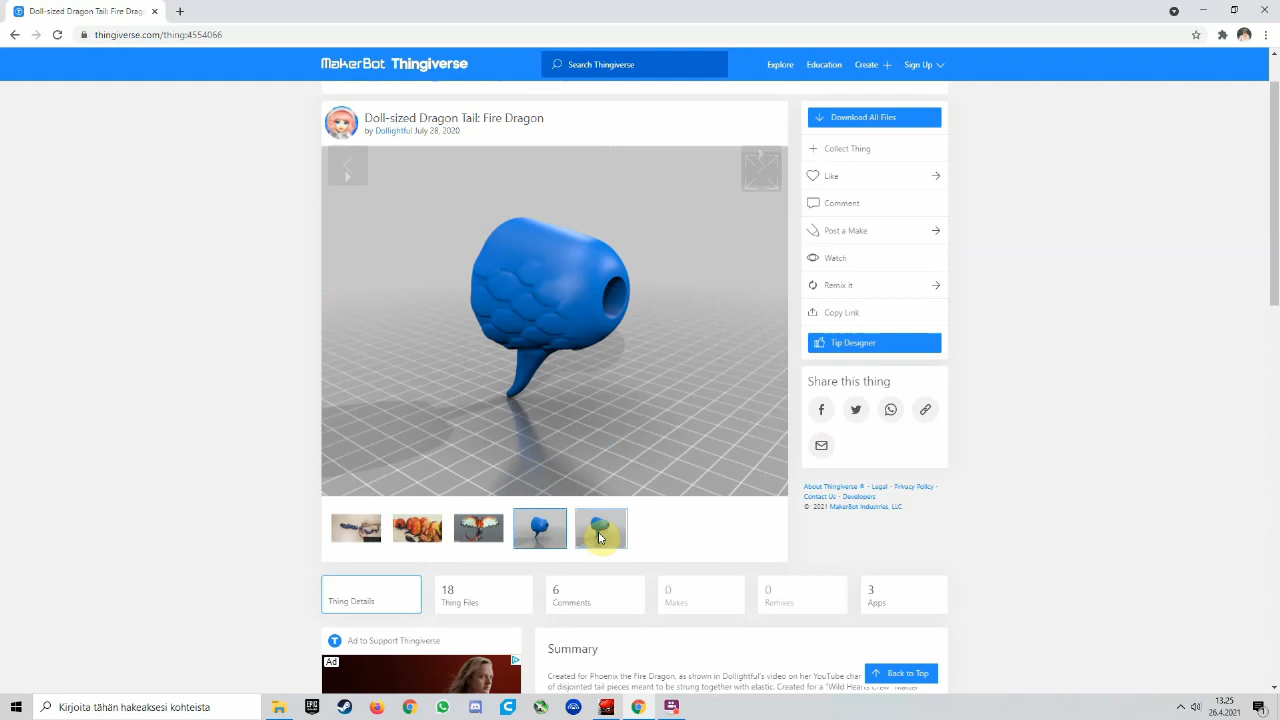 Doll-sized Dragon Tail: Fire Drag
thingiverse.com/thing:4554066
MakerBot Thingiverse
Search Thingiverse
Explore
Education
Create +
Sign Up
Doll-sized Dragon Tail: Fire Dragon
by Dollightful July 28, 2020
Download All Files
Collect Thing
Like
Comment
Post a Make
Watch
Remix it
Copy Link
Tip Designer
Share this thing
About Thingiverse ® · Legal · Privacy Policy ·
Contact Us · Developers
© 2021 MakerBot Industries, LLC
Thing Details
18
Thing Files
6
Comments
0
Makes
0
Remixes
3
Apps
Ad to Support Thingiverse
Ad
Summary
Created for Phoenix the Fire Dragon, as shown in Dollightful's video on her YouTube chan
of disjointed tail pieces meant to be strung together with elastic. Created for a "Wild Hearts Crew"
Back to Top
Kirjoita tähän hakeaksesi kohteista
EPIC
13.25
26.4.2021